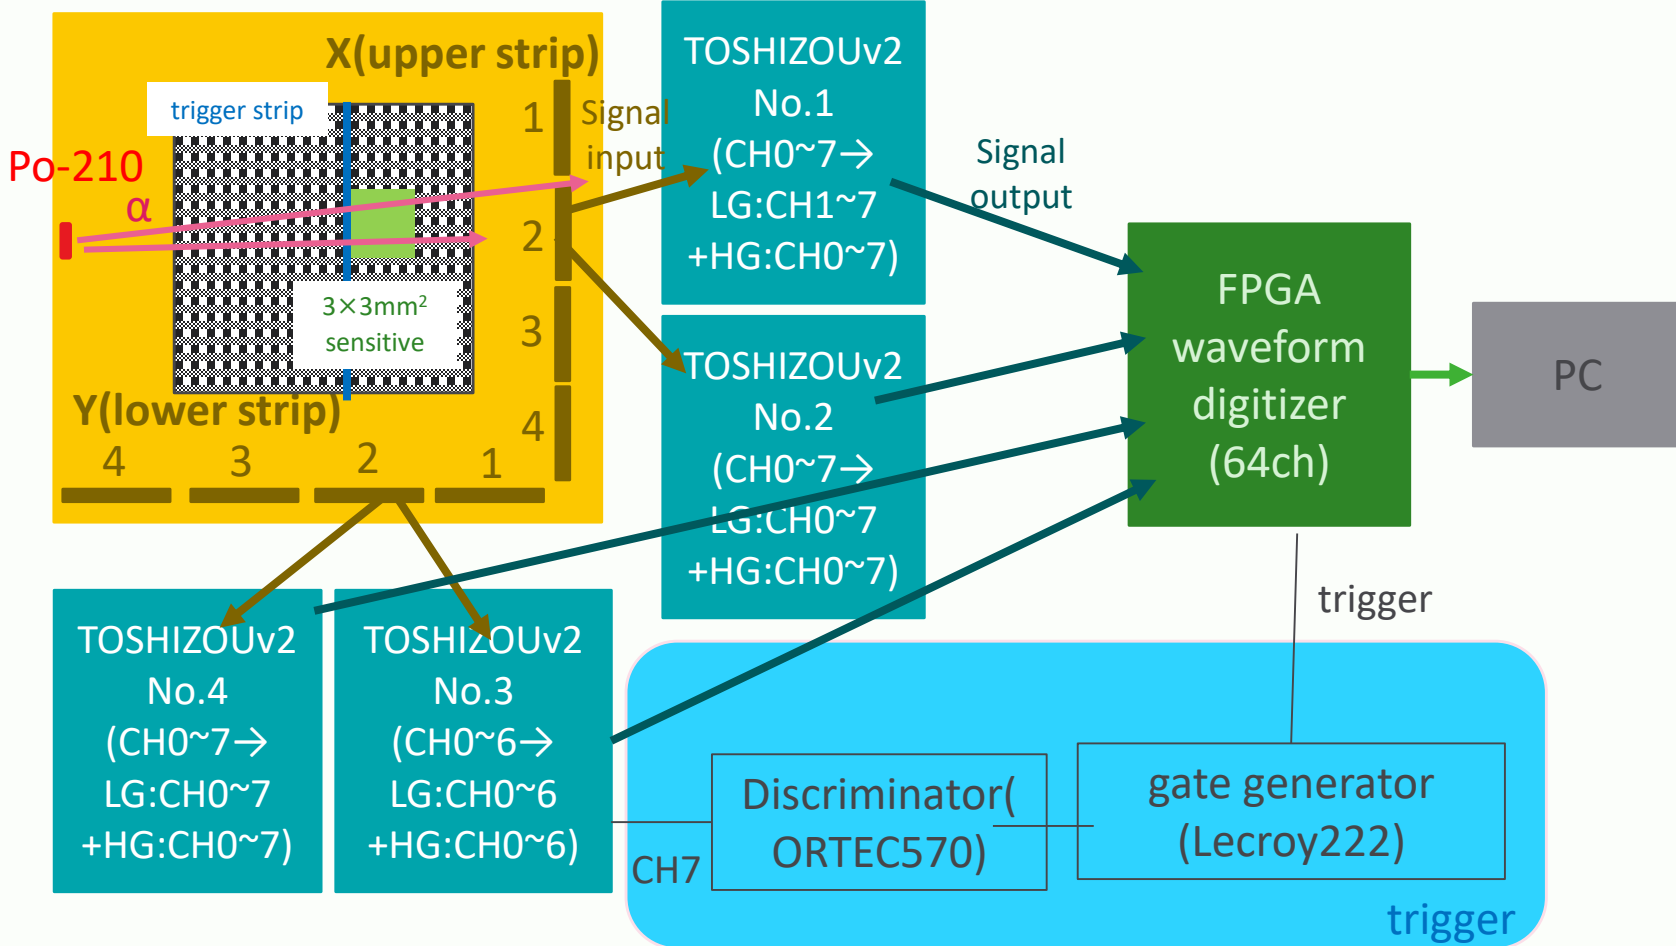 X(upper strip)
trigger strip
Po-210
α
1
2
3
4
3×3mm²
sensitive
Y(lower strip)
4
3
2
1
Signal
input
TOSHIZOUv2
No.1
(CH0~7→
LG:CH1~7
+HG:CH0~7)
Signal
output
TOSHIZOUv2
No.2
(CH0~7→
LG:CH0~7
+HG:CH0~7)
FPGA
waveform
digitizer
(64ch)
PC
trigger
TOSHIZOUv2
No.4
(CH0~7→
LG:CH0~7
+HG:CH0~7)
TOSHIZOUv2
No.3
(CH0~6→
LG:CH0~6
+HG:CH0~6)
CH7
Discriminator(
ORTEC570)
gate generator
(Lecroy222)
trigger